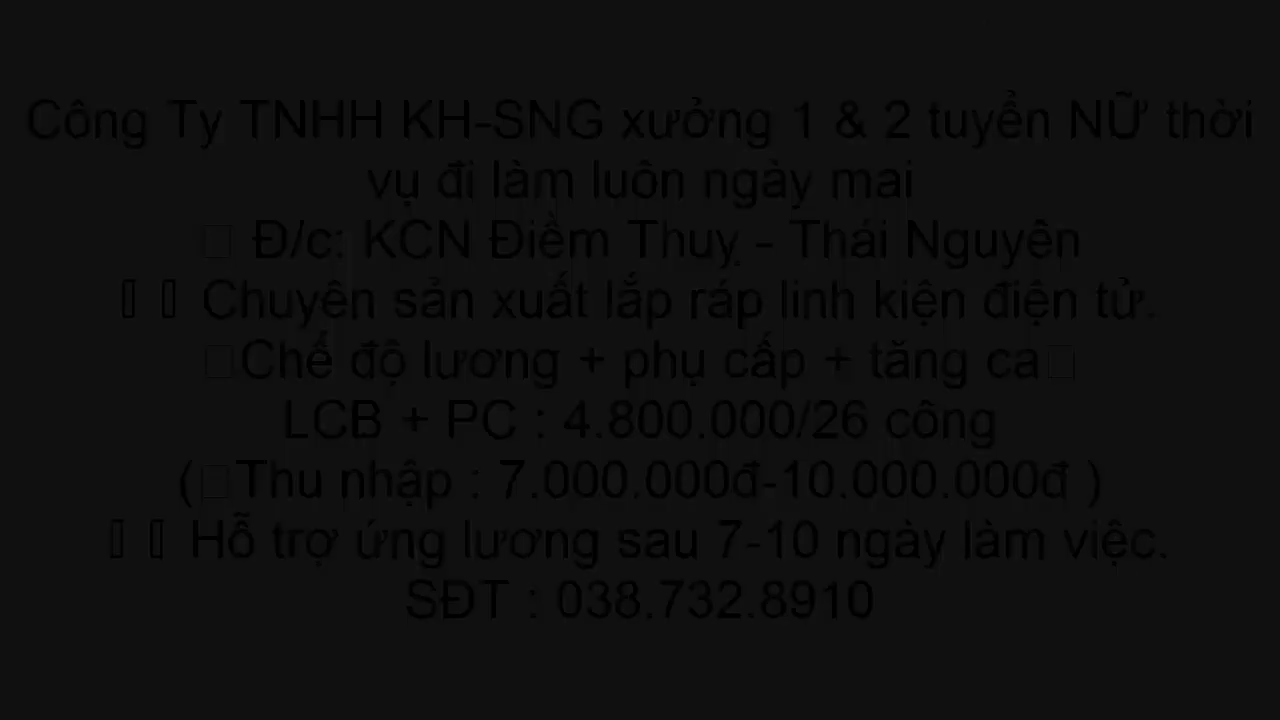 Công Ty TNHH KH-SNG xưởng 1 & 2 tuyển NỮ thời
vụ đi làm luôn ngày mai
Đ/c: KCN Điềm Thuỵ - Thái Nguyên
Chuyên sản xuất lắp ráp linh kiện điện tử.
Chế độ lương + phụ cấp + tăng ca
LCB + PC : 4.800.000/26 công
(Thu nhập : 7.000.000đ-10.000.000đ )
Hỗ trợ ứng lương sau 7-10 ngày làm việc.
SĐT : 038.732.8910